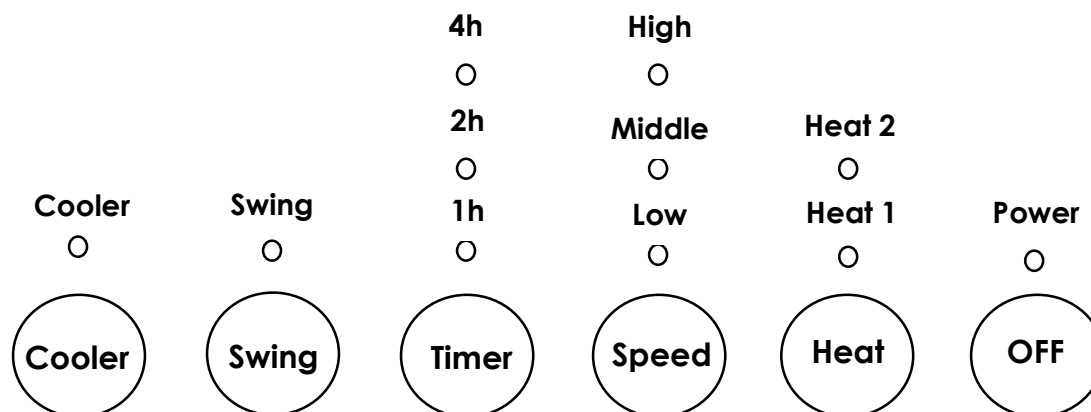 4h High
2h Middle Heat 2
Cooler Swing 1h Low Heat 1 Power
Cooler Swing Timer Speed Heat OFF